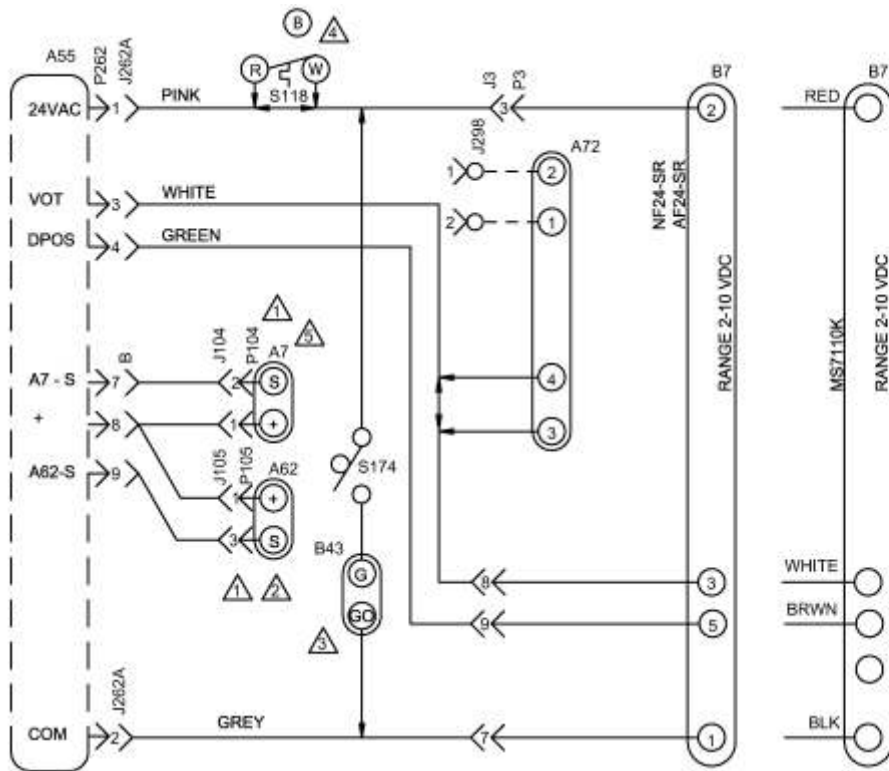 B
4
A55
P262
J262A
R
W
S118
24VAC
1
PINK
J3
P3
3
B7
2
RED
B7
J298
1
2
A72
2
1
VOT
3
WHITE
DPOS
4
GREEN
NF24-SR
AF24-SR
RANGE 2-10 VDC
MS7110K
RANGE 2-10 VDC
1
5
J104
P104
A7
A7 - S
7
B
2
S
4
+
8
1
+
3
J105
P105
A62
S174
A62-S
9
1
+
3
S
B43
G
GO
1
2
3
8
3
WHITE
9
5
BRWN
J262A
COM
2
GREY
7
1
BLK